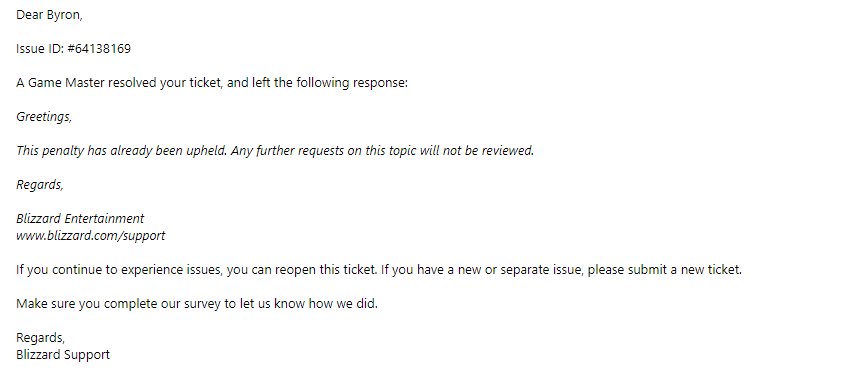 Dear Byron,
Issue ID: #64138169
A Game Master resolved your ticket, and left the following response:
Greetings,
This penalty has already been upheld. Any further requests on this topic will not be reviewed.
Regards,
Blizzard Entertainment
www.blizzard.com/support
If you continue to experience issues, you can reopen this ticket. If you have a new or separate issue, please submit a new ticket.
Make sure you complete our survey to let us know how we did.
Regards,
Blizzard Support